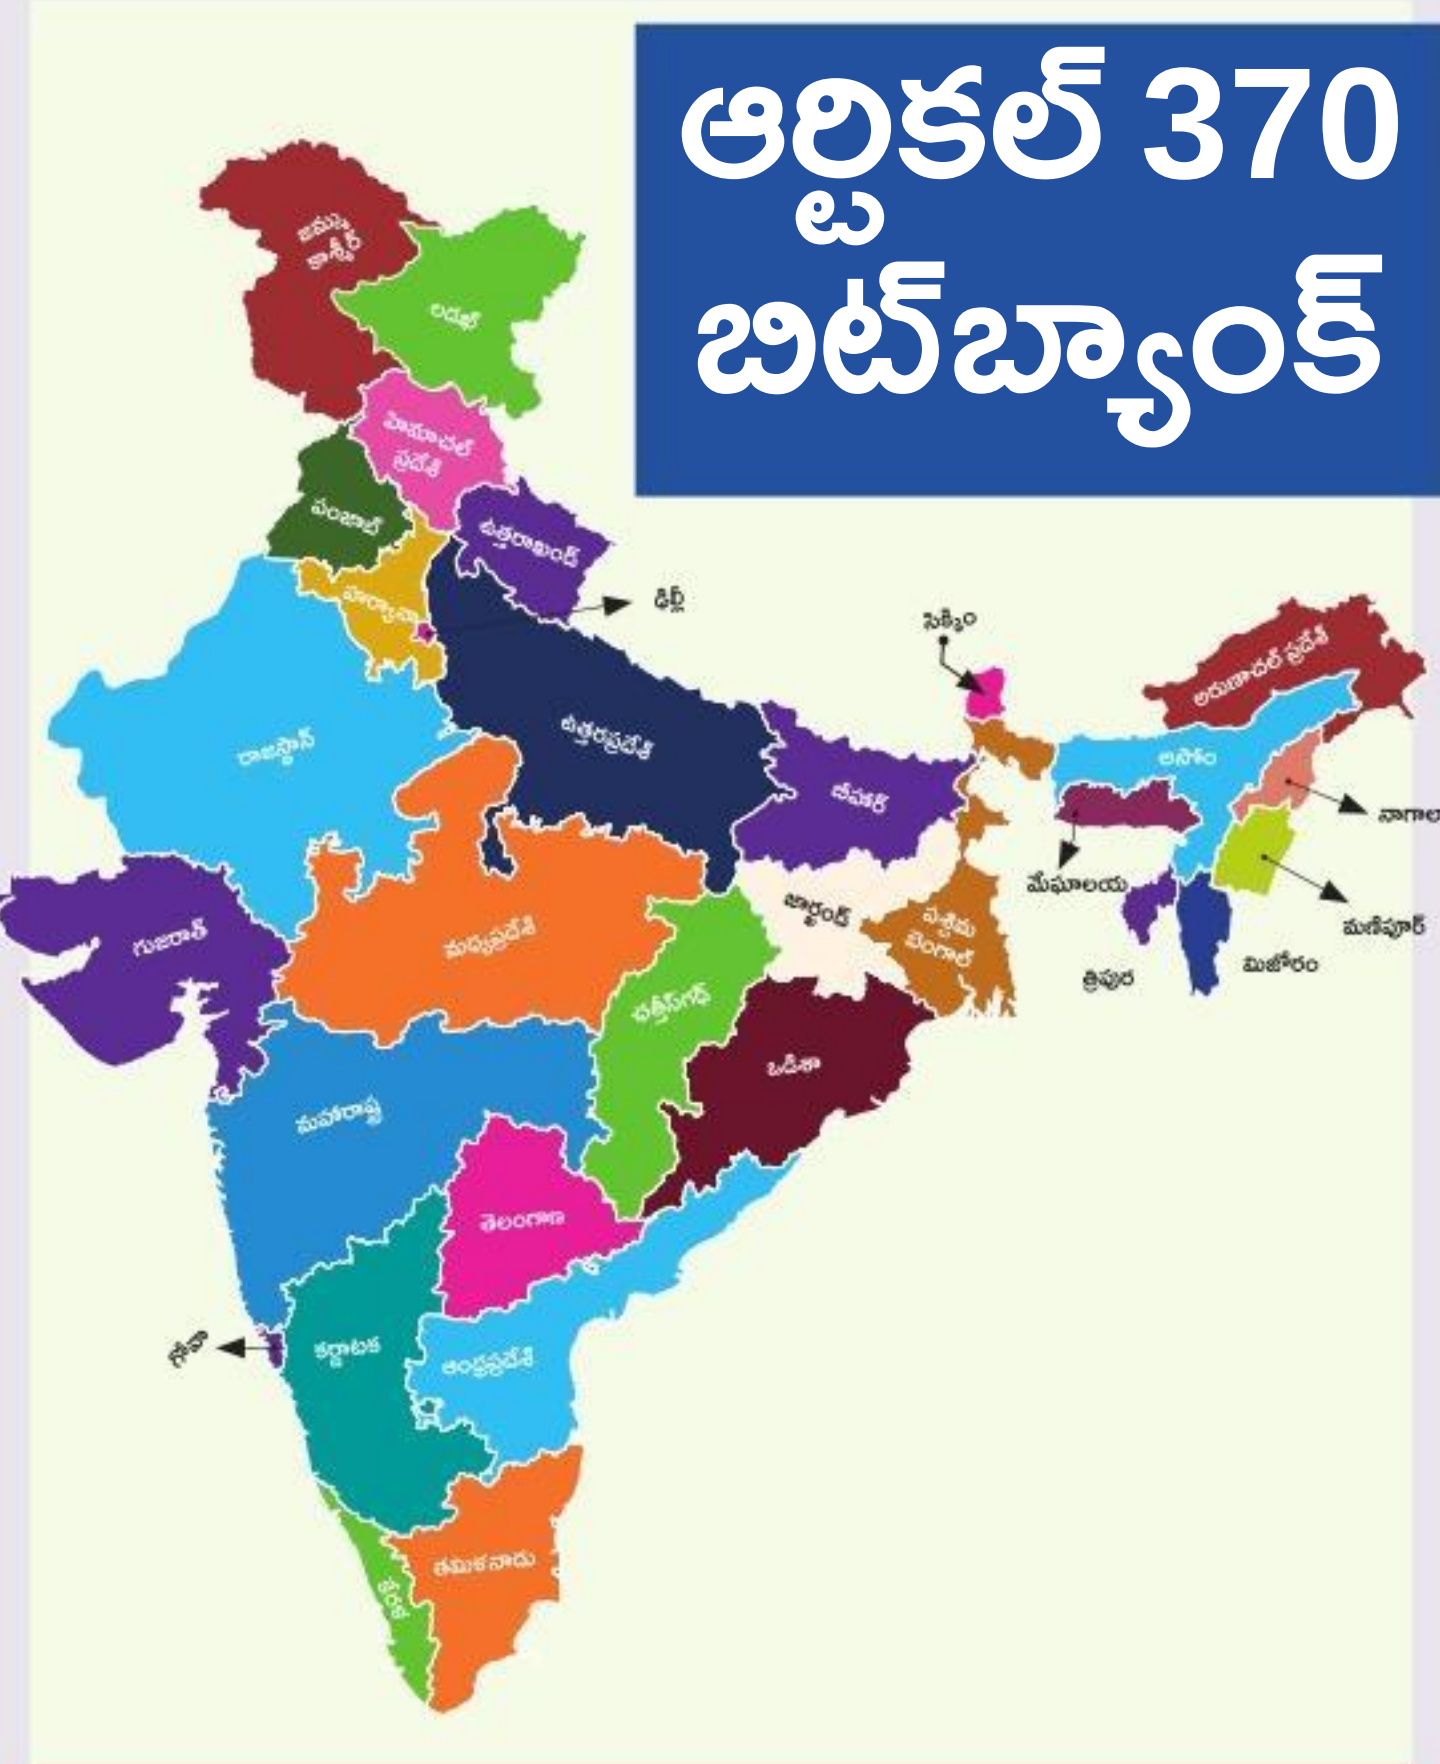 ఆర్టికల్ 370
బిట్‌బ్యాంక్
జమ్ము
కాశ్మీర్
లడఖ్
హిమాచల్
ప్రదేశ్
పంజాబ్
ఉత్తరాఖండ్
హర్యానా
ఢిల్లీ
సిక్కిం
అరుణాచల్ ప్రదేశ్
రాజస్థాన్
ఉత్తరప్రదేశ్
బీహార్
అసోం
నాగాల
మేఘాలయ
మణిపూర్
జార్ఖండ్
పశ్చిమ
బెంగాల్
గుజరాత్
మధ్యప్రదేశ్
త్రిపుర
మిజోరం
ఛత్తీస్‌గఢ్
ఒడిశా
మహారాష్ట్ర
తెలంగాణ
గోవా
కర్ణాటక
ఆంధ్రప్రదేశ్
తమిళనాడు
కేరళ